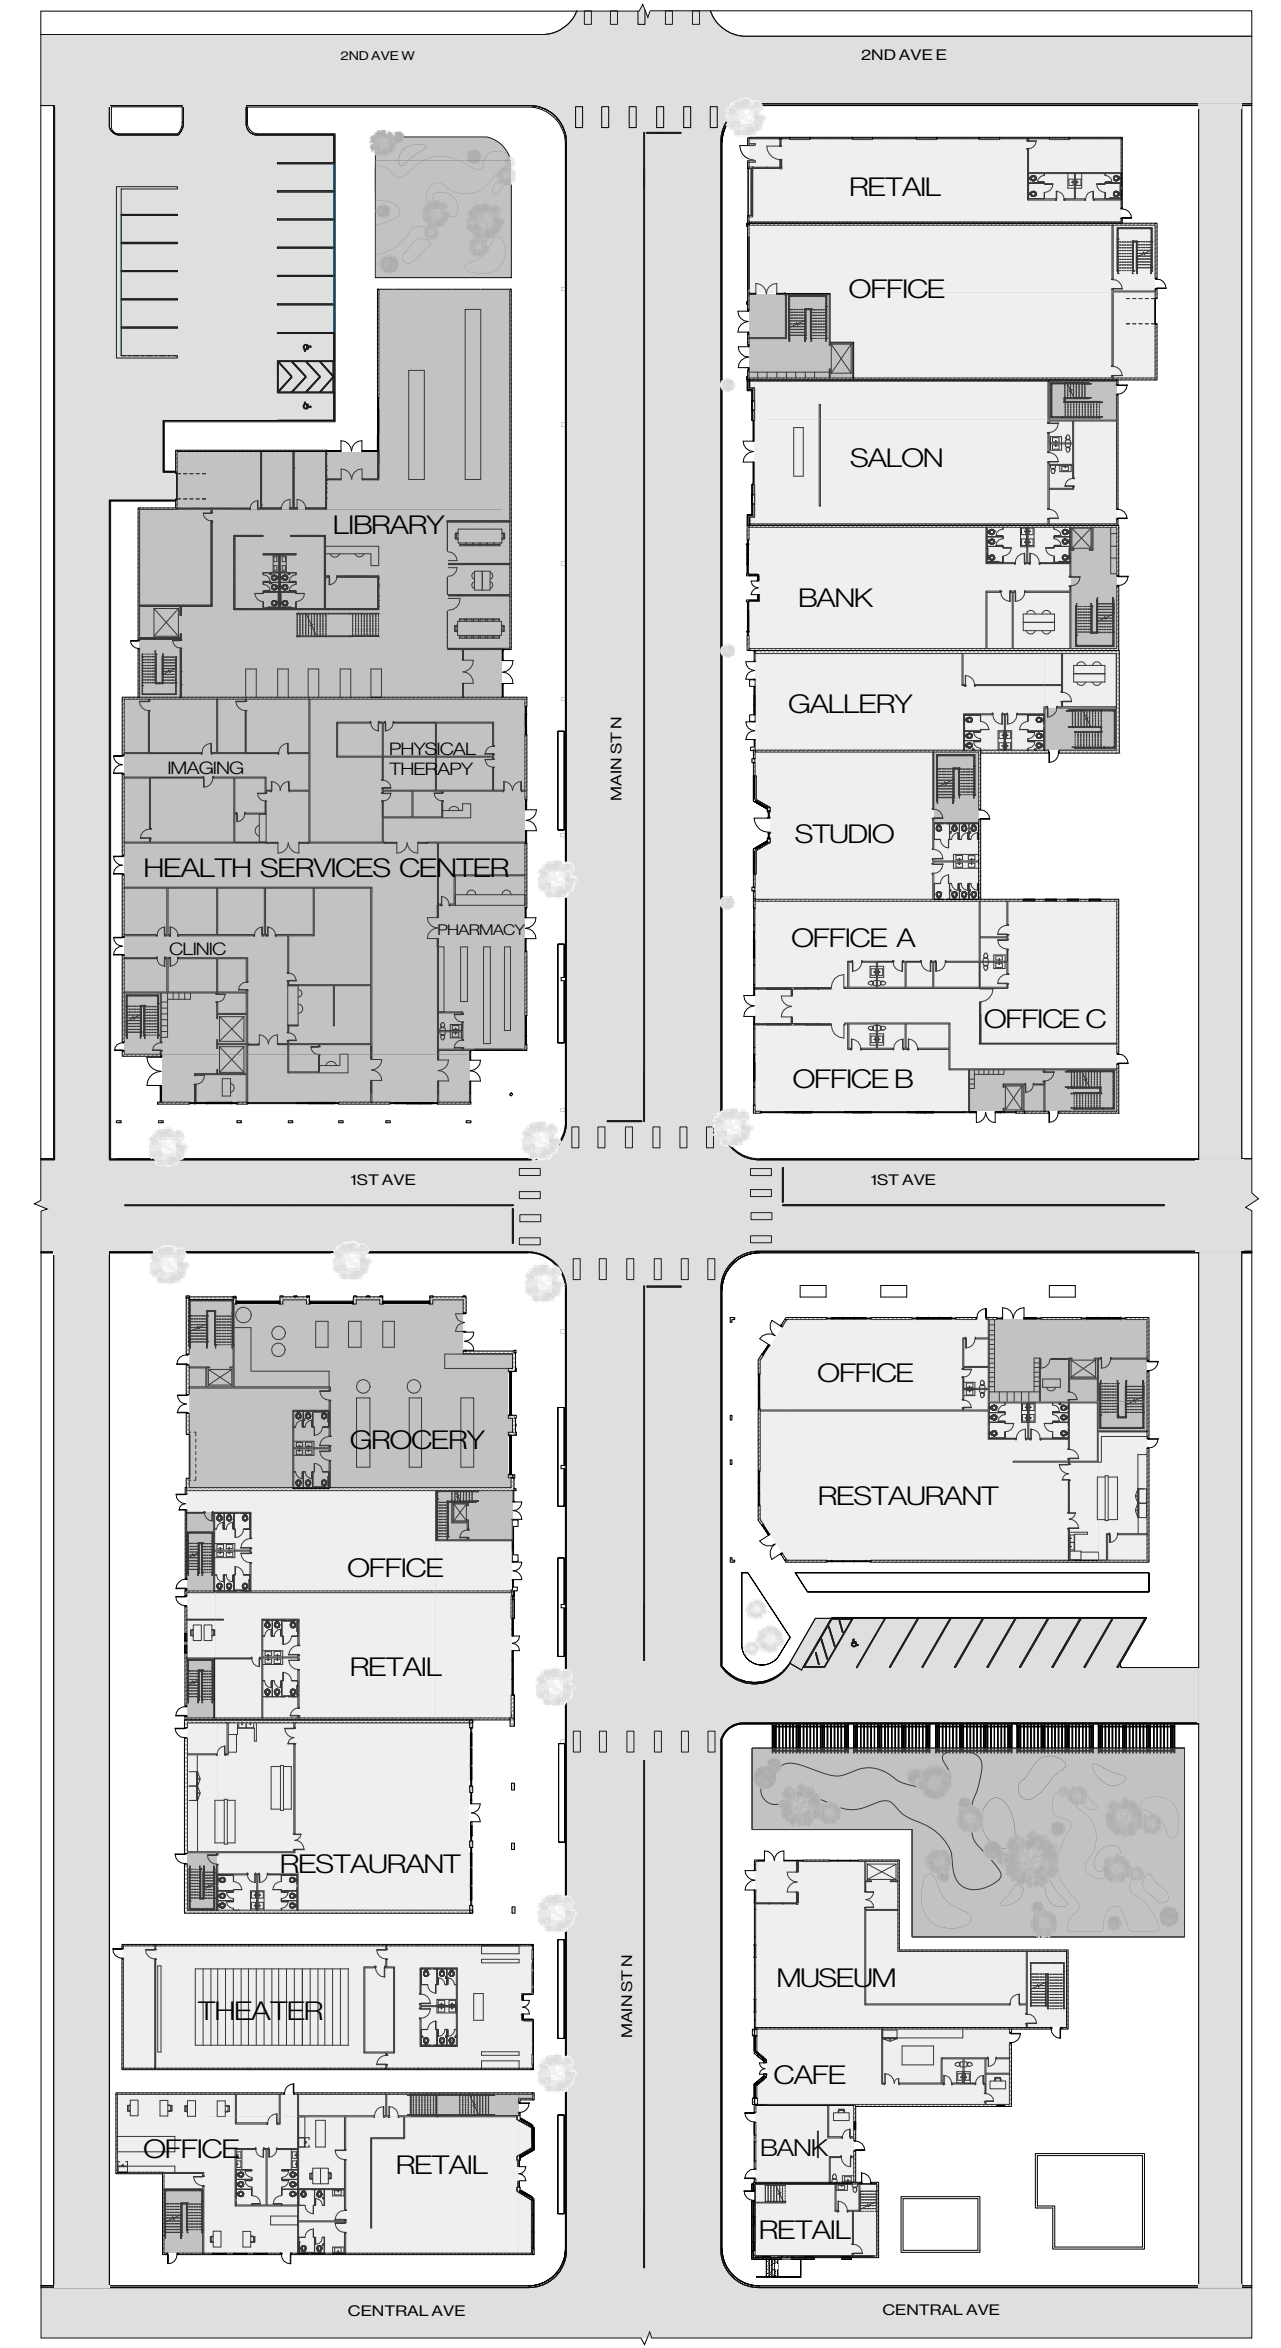 2ND AVE W
2ND AVE E
RETAIL
OFFICE
SALON
LIBRARY
BANK
GALLERY
MAIN ST N
PHYSICAL
THERAPY
IMAGING
STUDIO
HEALTH SERVICES CENTER
PHARMACY
CLINIC
OFFICE A
OFFICE C
OFFICE B
1ST AVE
1ST AVE
OFFICE
GROCERY
RESTAURANT
OFFICE
RETAIL
RESTAURANT
MAIN ST N
MUSEUM
THEATER
CAFE
OFFICE
RETAIL
BANK
RETAIL
CENTRAL AVE
CENTRAL AVE